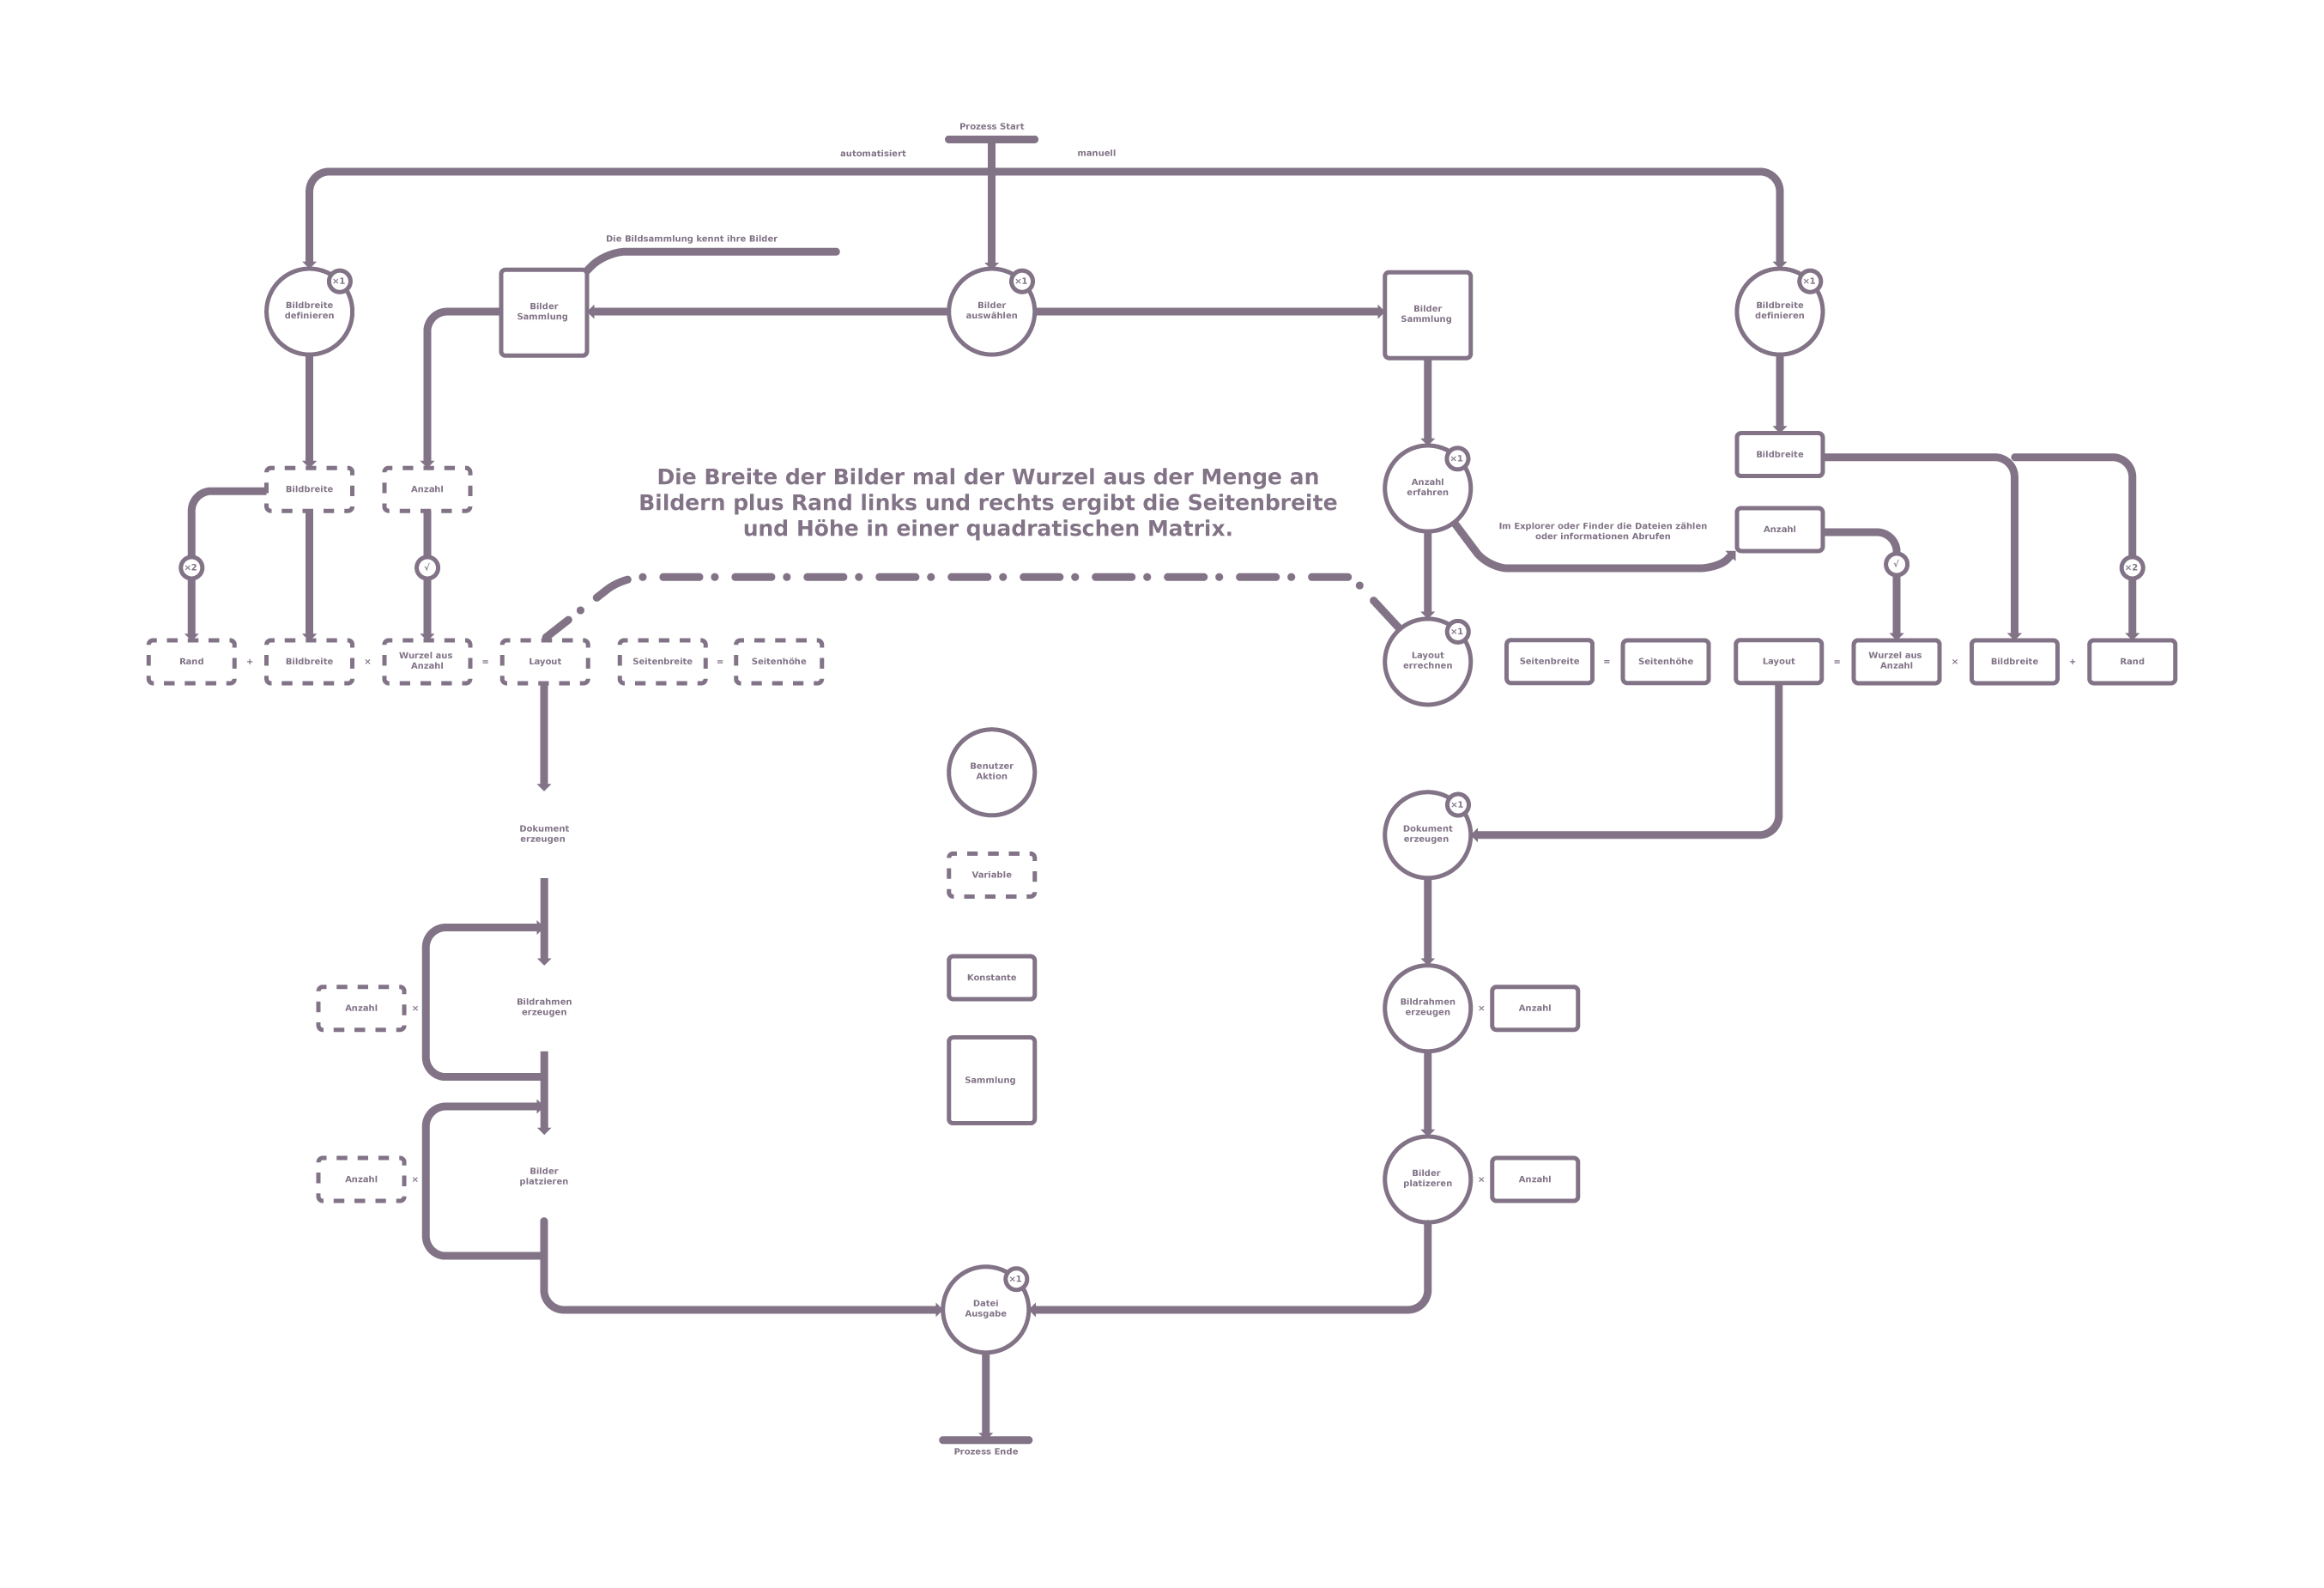 Prozess Start
automatisiert
manuell
Die Bildsammlung kennt ihre Bilder
×1
Bildbreite
definieren
Bilder
Sammlung
×1
Bilder
auswählen
Bilder
Sammlung
×1
Bildbreite
definieren
Bildbreite
Anzahl
Die Breite der Bilder mal der Wurzel aus der Menge an
Bildern plus Rand links und rechts ergibt die Seitenbreite
und Höhe in einer quadratischen Matrix.
×1
Anzahl
erfahren
Bildbreite
Im Explorer oder Finder die Dateien zählen
oder informationen Abrufen
Anzahl
×2
√
√
×2
Rand
+
Bildbreite
×
Wurzel aus
Anzahl
=
Layout
Seitenbreite
=
Seitenhöhe
×1
Layout
errechnen
Seitenbreite
=
Seitenhöhe
Layout
=
Wurzel aus
Anzahl
×
Bildbreite
+
Rand
Benutzer
Aktion
Dokument
erzeugen
×1
Dokument
erzeugen
Variable
Konstante
Anzahl
×
Bildrahmen
erzeugen
Bildrahmen
erzeugen
×
Anzahl
Sammlung
Anzahl
×
Bilder
platzieren
Bilder
platizeren
×
Anzahl
×1
Datei
Ausgabe
Prozess Ende